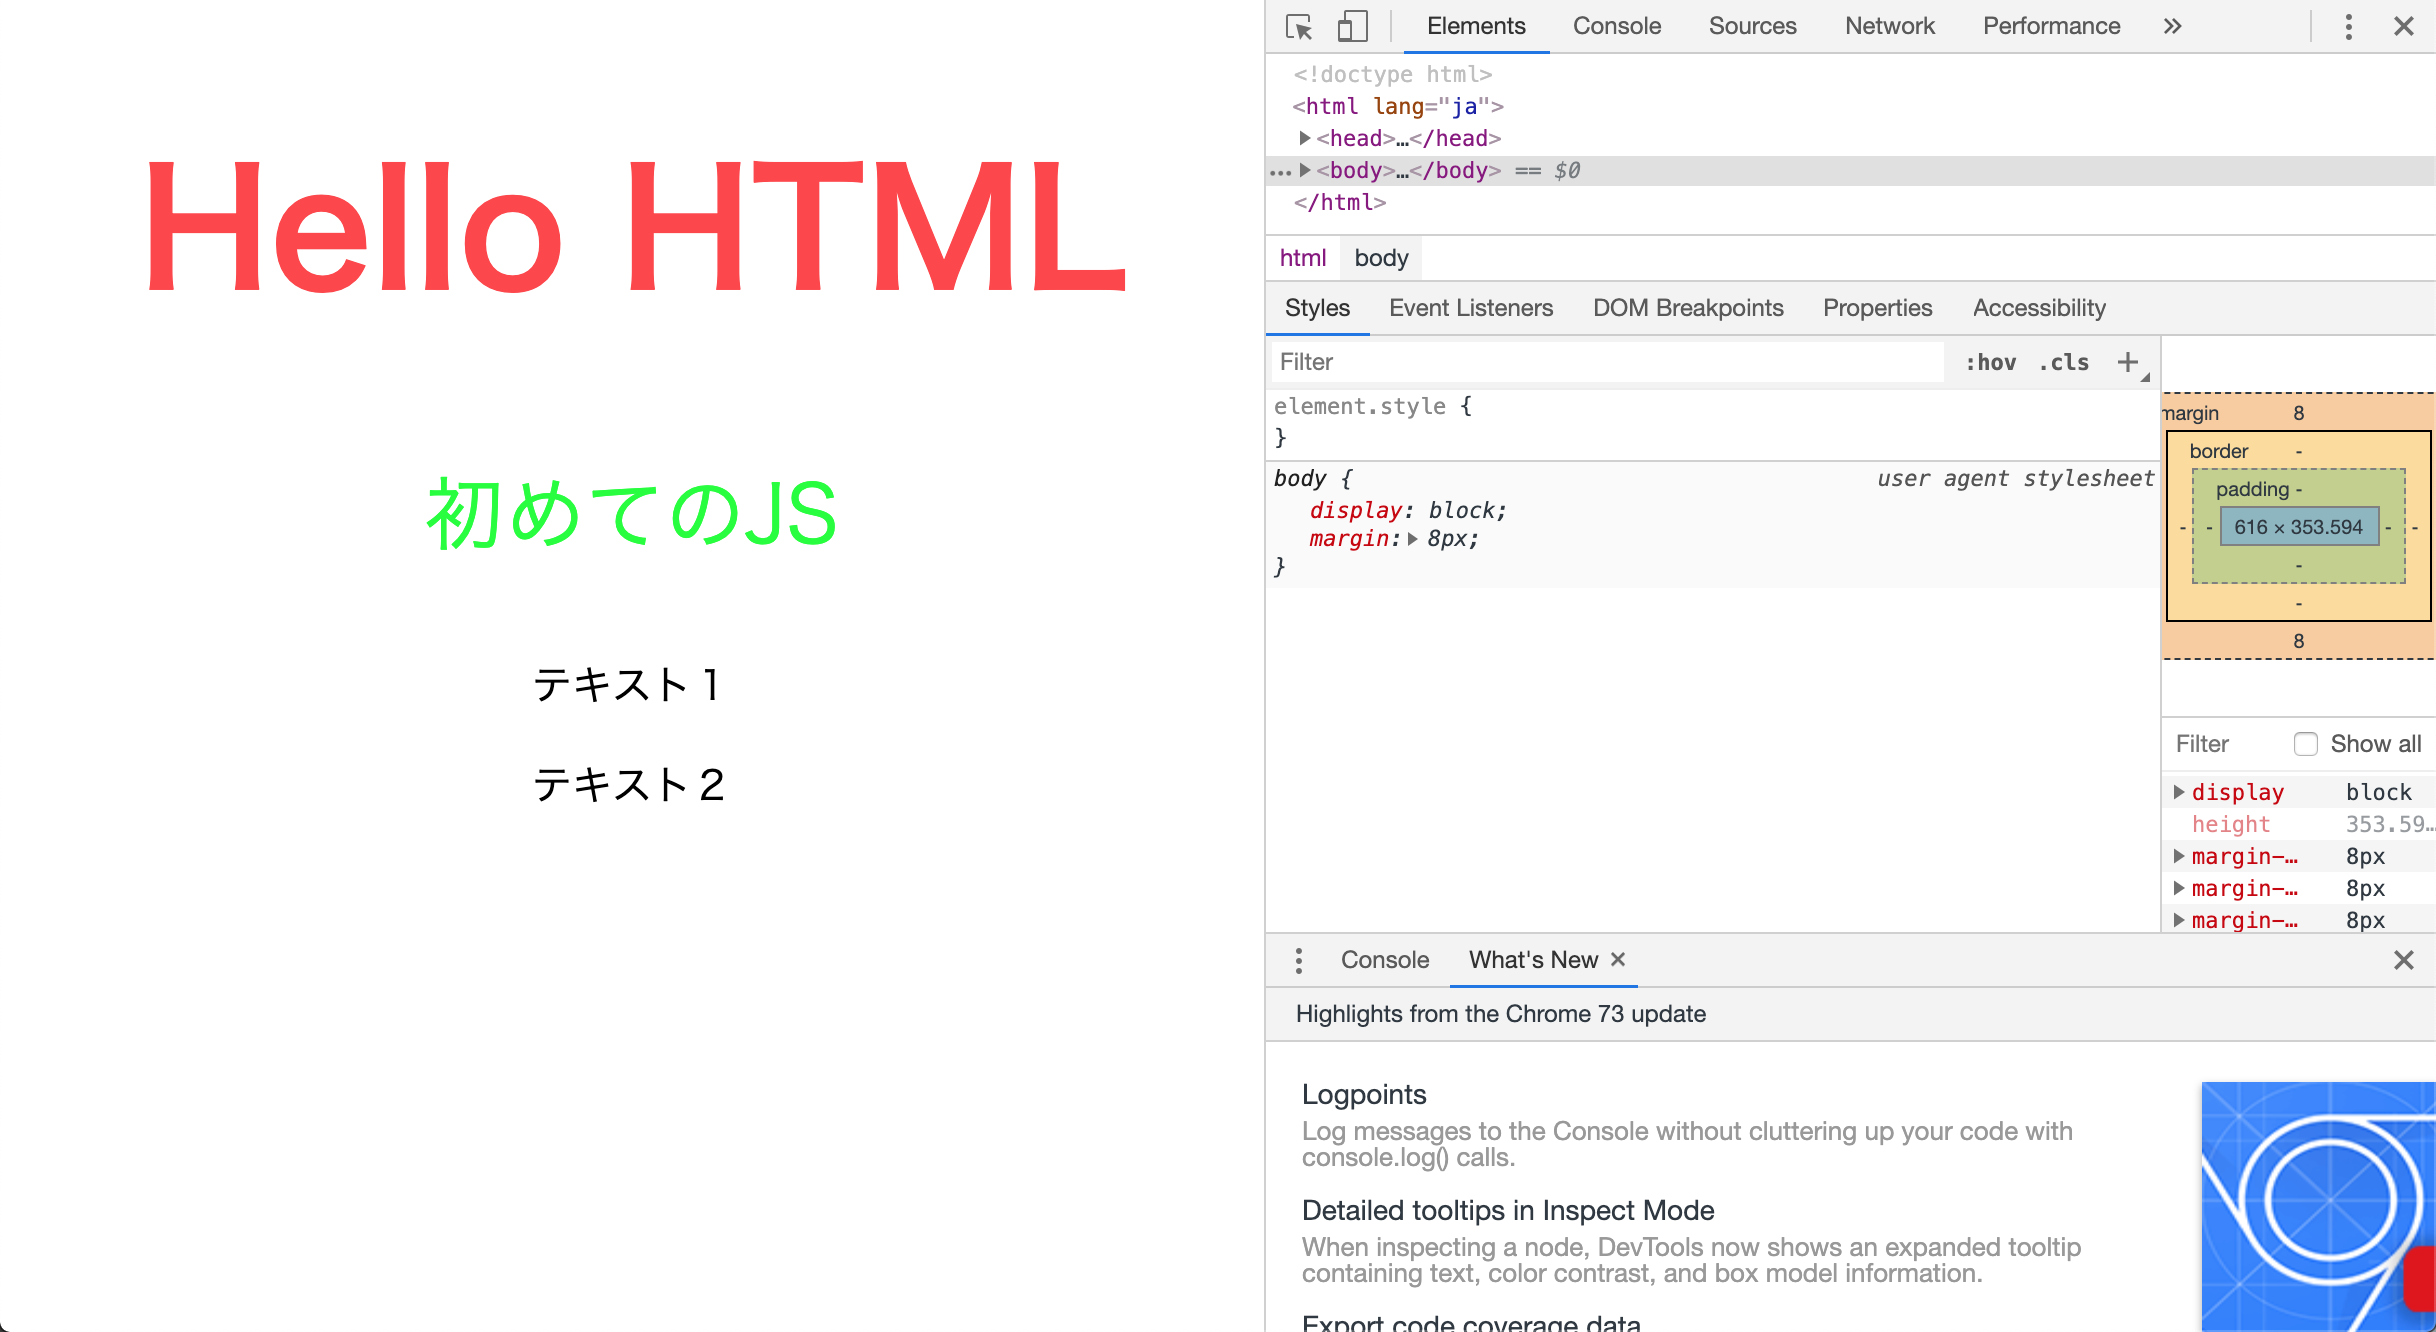 Hello HTML
初めてのJS
テキスト1
テキスト2
Elements Console Sources Network Performance »
<!doctype html>
<html lang="ja">
<head>…</head>
<body>…</body> == $0
</html>
html body
Styles Event Listeners DOM Breakpoints Properties Accessibility
Filter :hov .cls +
element.style {
}
body { user agent stylesheet
display: block;
margin: 8px;
}
margin 8
border -
padding -
- - 616 × 353.594 - -
-
-
8
Filter Show all
display block
height 353.59…
margin-… 8px
margin-… 8px
margin-… 8px
Console What's New ×
Highlights from the Chrome 73 update
Logpoints
Log messages to the Console without cluttering up your code with
console.log() calls.
Detailed tooltips in Inspect Mode
When inspecting a node, DevTools now shows an expanded tooltip
containing text, color contrast, and box model information.
Export code coverage data